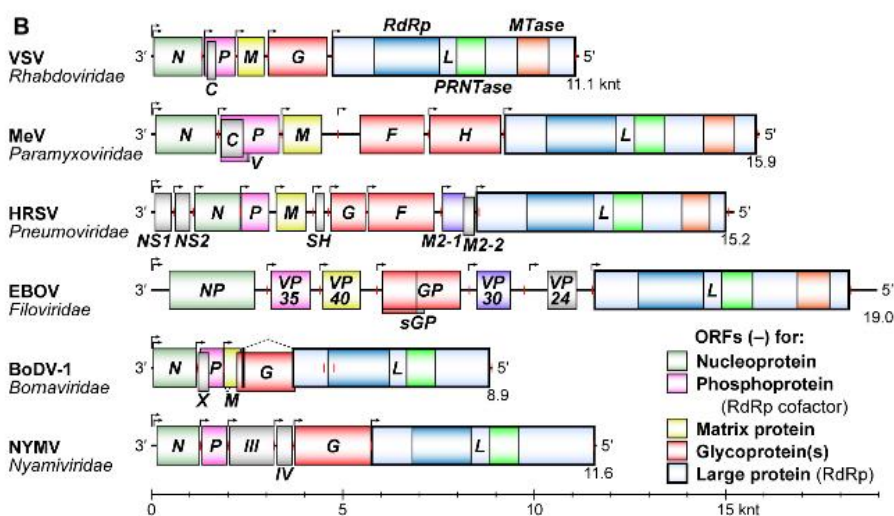 B
RdRp MTase
VSV 3′ N P M G L 5′
Rhabdoviridae C PRNTase 11.1 knt
MeV 3′ N C P M F H L 5′
Paramyxoviridae V 15.9
HRSV 3′ N P M G F L 5′
Pneumoviridae NS1 NS2 SH M2-1 M2-2 15.2
EBOV 3′ NP VP 35 VP 40 GP VP 30 VP 24 L 5′
Filoviridae sGP 19.0
BoDV-1 3′ N P G L 5′
Bornaviridae X M 8.9
NYMV 3′ N P III G L 5′
Nyamiviridae IV 11.6
ORFs (–) for:
Nucleoprotein
Phosphoprotein
(RdRp cofactor)
Matrix protein
Glycoprotein(s)
Large protein (RdRp)
0 5 10 15 knt